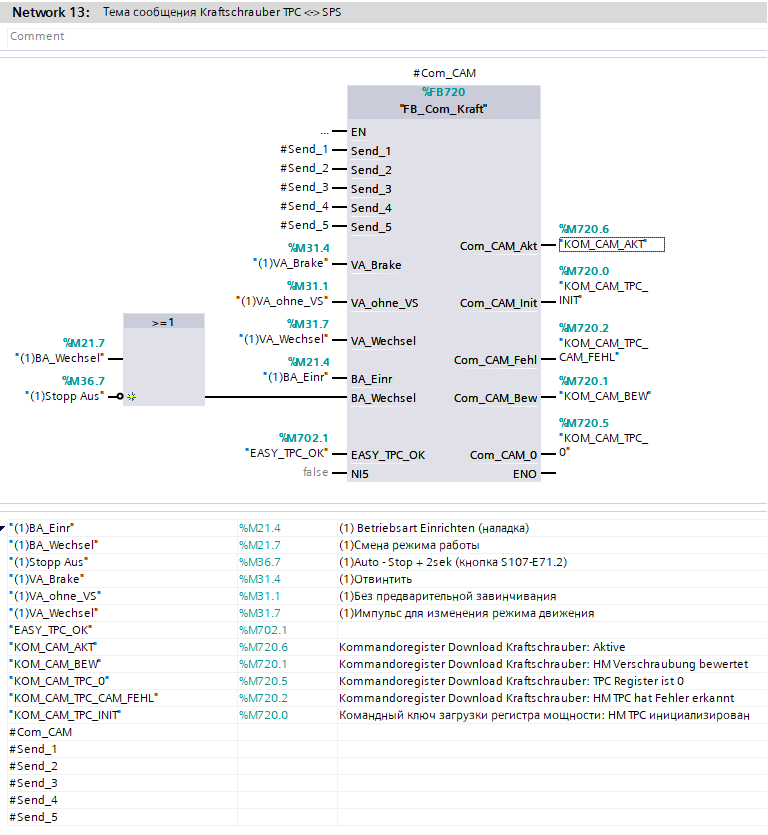 Network 13: Тема сообщения Kraftschrauber TPC <-> SPS
Comment
#Com_CAM
%FB720
"FB_Com_Kraft"
... EN
#Send_1 Send_1
#Send_2 Send_2
#Send_3 Send_3
#Send_4 Send_4
#Send_5 Send_5
%M31.4
"(1)VA_Brake" VA_Brake
%M31.1
"(1)VA_ohne_VS" VA_ohne_VS
%M31.7
"(1)VA_Wechsel" VA_Wechsel
%M21.4
"(1)BA_Einr" BA_Einr
>=1
%M21.7
"(1)BA_Wechsel"
%M36.7
"(1)Stopp Aus"
BA_Wechsel
%M702.1
"EASY_TPC_OK" EASY_TPC_OK
false NI5
%M720.6
Com_CAM_Akt "KOM_CAM_AKT"
%M720.0
"KOM_CAM_TPC_
Com_CAM_Init INIT"
%M720.2
"KOM_CAM_TPC_
Com_CAM_Fehl CAM_FEHL"
%M720.1
Com_CAM_Bew "KOM_CAM_BEW"
%M720.5
"KOM_CAM_TPC_
Com_CAM_0 0"
ENO
"(1)BA_Einr" %M21.4 (1) Betriebsart Einrichten (наладка)
"(1)BA_Wechsel" %M21.7 (1)Смена режима работы
"(1)Stopp Aus" %M36.7 (1)Auto - Stop + 2sek (кнопка S107-E71.2)
"(1)VA_Brake" %M31.4 (1)Отвинтить
"(1)VA_ohne_VS" %M31.1 (1)Без предварительной завинчивания
"(1)VA_Wechsel" %M31.7 (1)Импульс для изменения режима движения
"EASY_TPC_OK" %M702.1
"KOM_CAM_AKT" %M720.6 Kommandoregister Download Kraftschrauber: Aktive
"KOM_CAM_BEW" %M720.1 Kommandoregister Download Kraftschrauber: HM Verschraubung bewertet
"KOM_CAM_TPC_0" %M720.5 Kommandoregister Download Kraftschrauber: TPC Register ist 0
"KOM_CAM_TPC_CAM_FEHL" %M720.2 Kommandoregister Download Kraftschrauber: HM TPC hat Fehler erkannt
"KOM_CAM_TPC_INIT" %M720.0 Командный ключ загрузки регистра мощности: HM TPC инициализирован
#Com_CAM
#Send_1
#Send_2
#Send_3
#Send_4
#Send_5